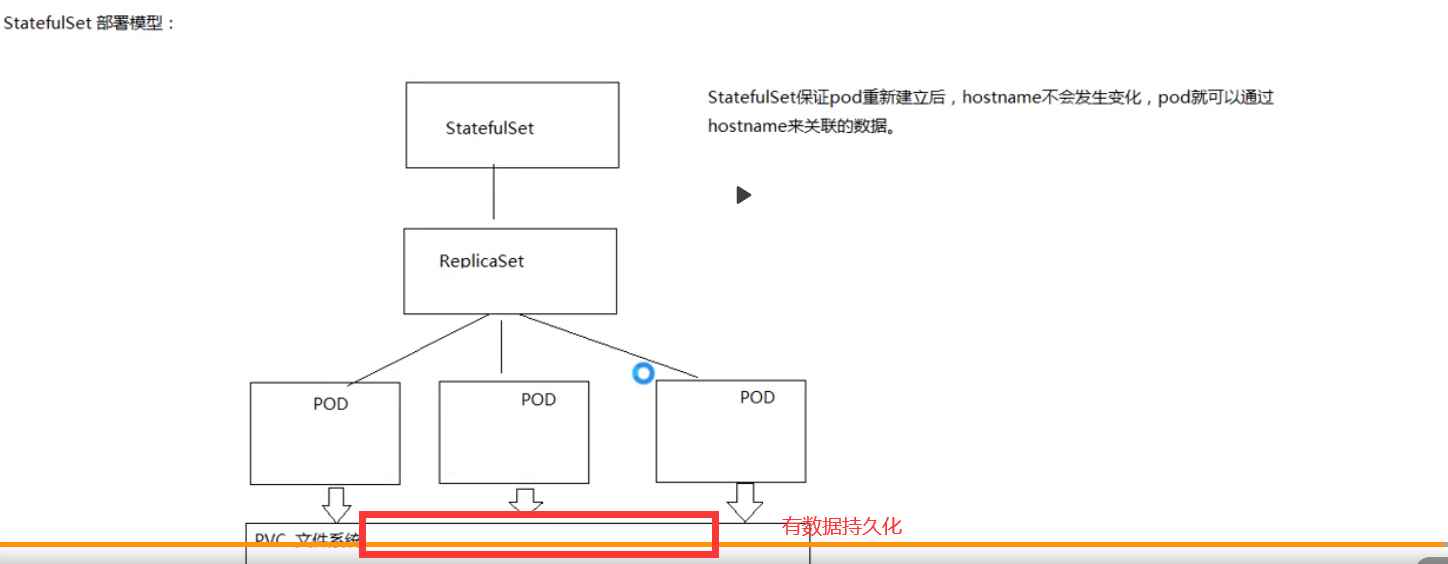 StatefulSet 部署模型：
StatefulSet保证pod重新建立后，hostname不会发生变化，pod就可以通过
hostname来关联的数据。
StatefulSet
ReplicaSet
POD
POD
POD
有数据持久化
PVC 文件系统